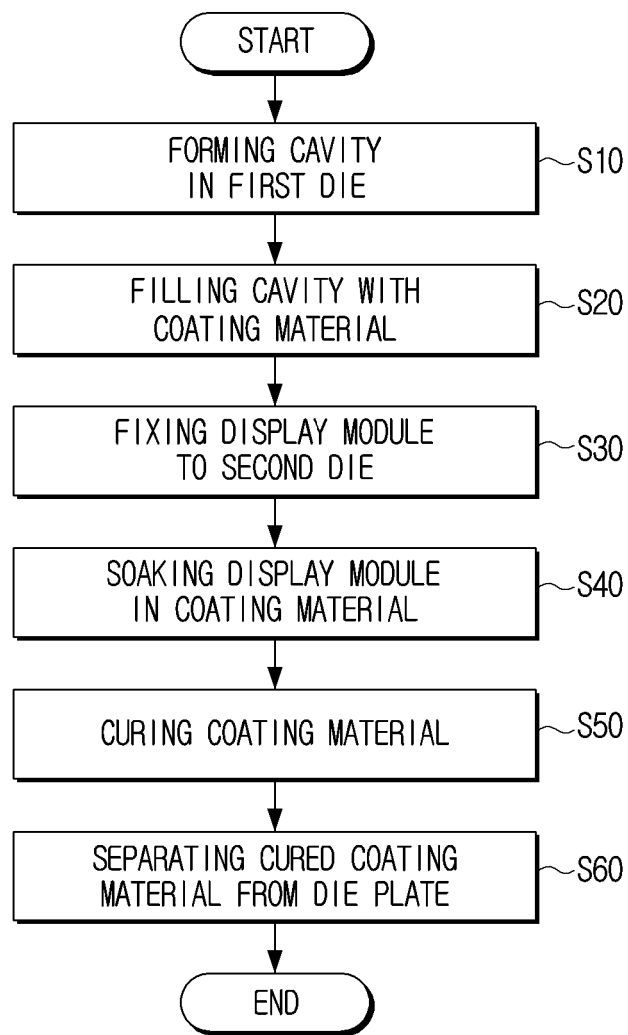 START
FORMING CAVITY
IN FIRST DIE
S10
FILLING CAVITY WITH
COATING MATERIAL
S20
FIXING DISPLAY MODULE
TO SECOND DIE
S30
SOAKING DISPLAY MODULE
IN COATING MATERIAL
S40
CURING COATING MATERIAL
S50
SEPARATING CURED COATING
MATERIAL FROM DIE PLATE
S60
END